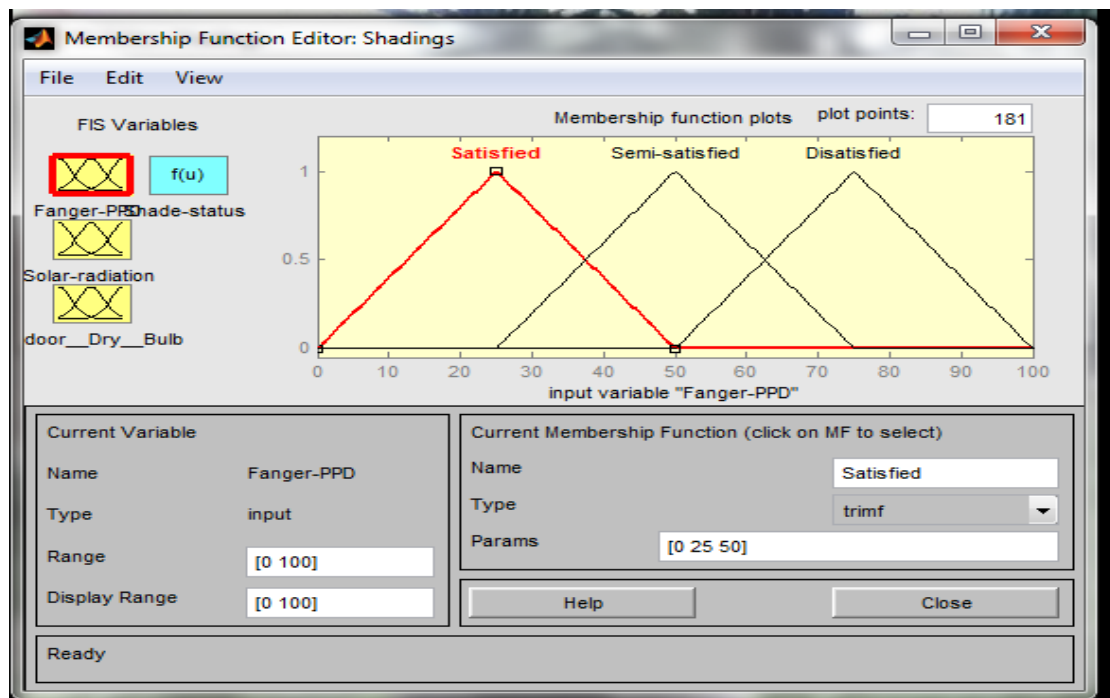 Membership Function Editor: Shadings
File Edit View
FIS Variables
Membership function plots plot points: 181
f(u)
Fanger-PPD Shade-status
Solar-radiation
door__Dry__Bulb
Satisfied Semi-satisfied Disatisfied
1
0.5
0
0 10 20 30 40 50 60 70 80 90 100
input variable "Fanger-PPD"
Current Variable
Name Fanger-PPD
Type input
Range [0 100]
Display Range [0 100]
Current Membership Function (click on MF to select)
Name Satisfied
Type trimf
Params [0 25 50]
Help Close
Ready